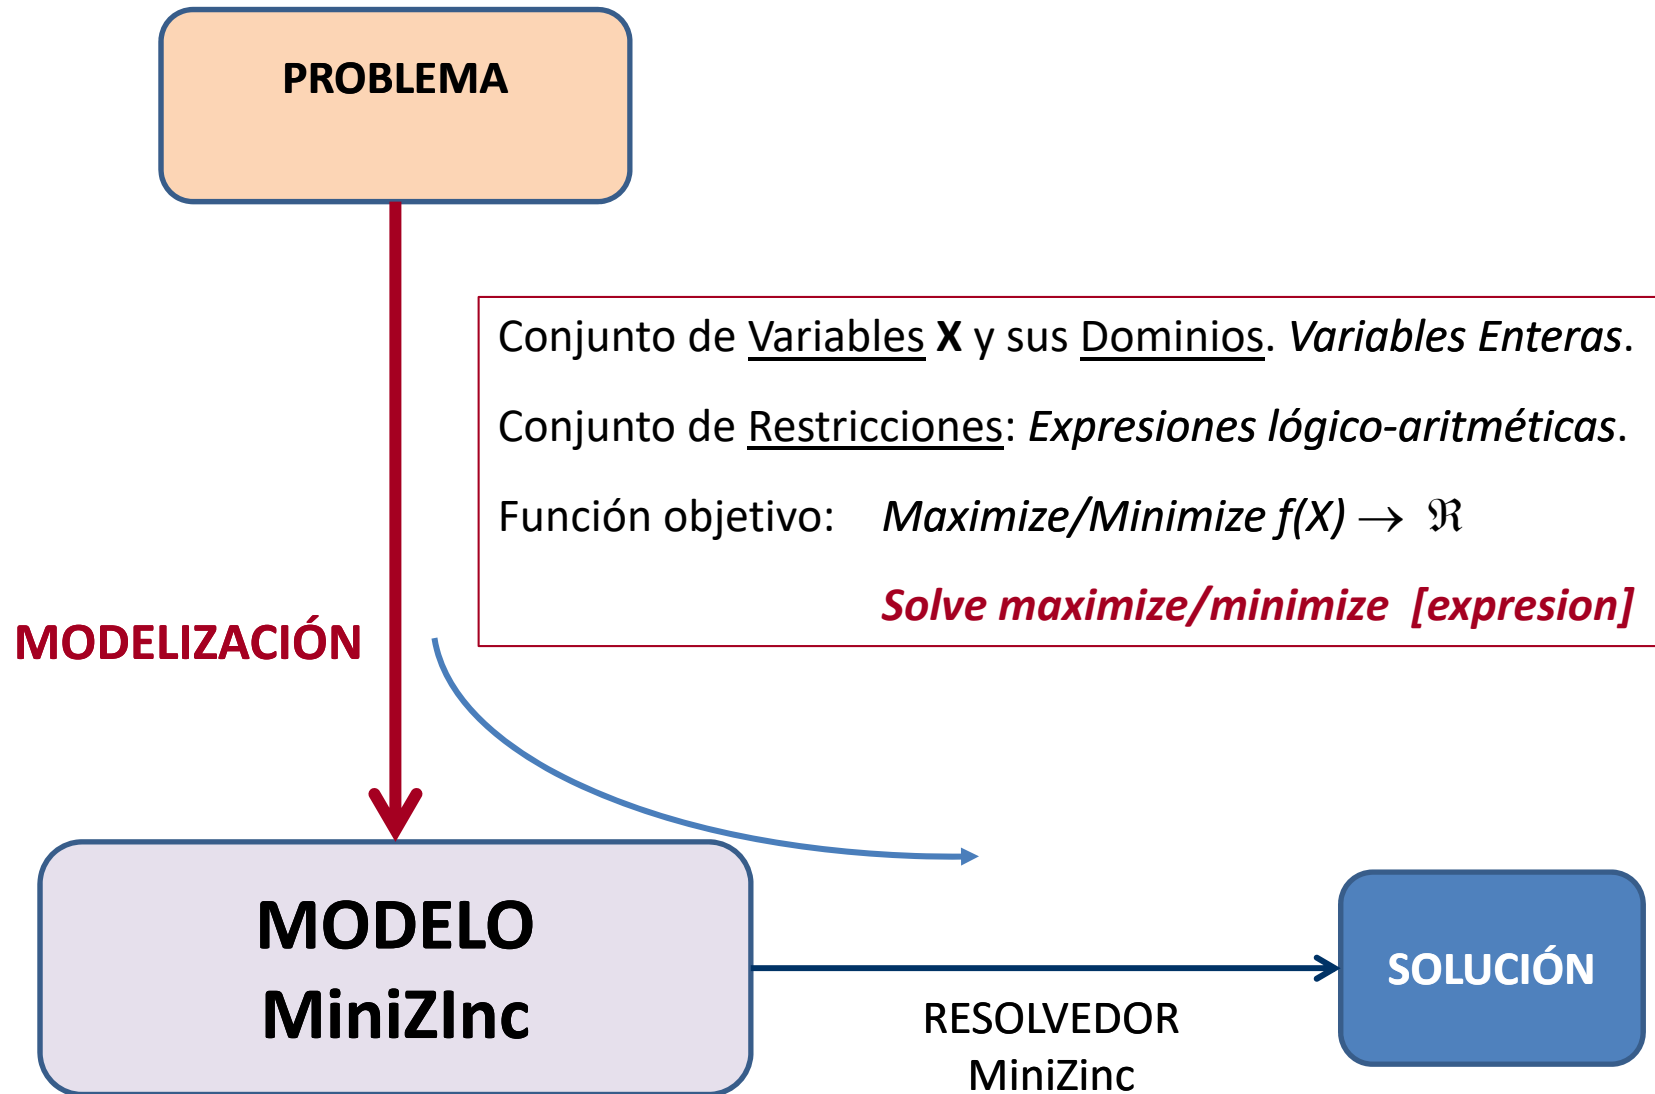 PROBLEMA
Conjunto de Variables X y sus Dominios. Variables Enteras.
Conjunto de Restricciones: Expresiones lógico-aritméticas.
Función objetivo: Maximize/Minimize f(X) → ℜ
Solve maximize/minimize [expresion]
MODELIZACIÓN
MODELO
MiniZInc
RESOLVEDOR
MiniZinc
SOLUCIÓN